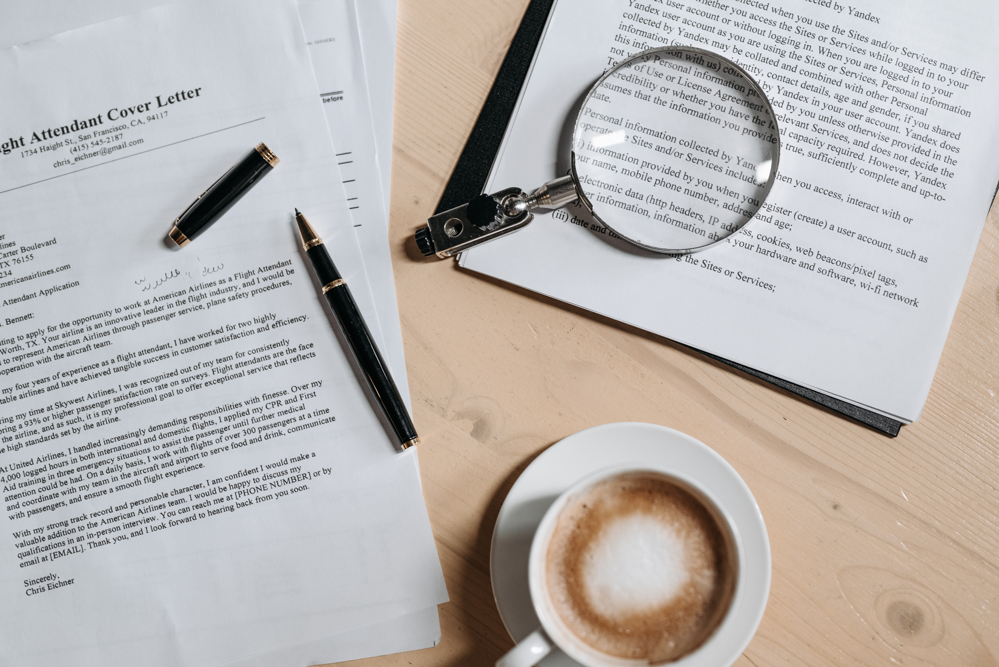 ght Attendant Cover Letter
1734 Haight St., San Francisco, CA, 94117
(415) 545-2187
chris_eichner@gmail.com
er
lines
Carter Boulevard
TX 76155
234
mericanairlines.com
Attendant Application
s. Bennett:
iting to apply for the opportunity to work at American Airlines as a Flight Attendant
Worth, TX. Your airline is an innovative leader in the flight industry, and I would be
l to represent American Airlines through passenger service, plane safety procedures,
operation with the aircraft team.
my four years of experience as a flight attendant, I have worked for two highly
table airlines and have achieved tangible success in customer satisfaction and efficiency.
ring my time at Skywest Airlines, I was recognized out of my team for consistently
oring a 93% or higher passenger satisfaction rate on surveys. Flight attendants are the face
the airline, and as such, it is my professional goal to offer exceptional service that reflects
e high standards set by the airline.
At United Airlines, I handled increasingly demanding responsibilities with finesse. Over my
4,000 logged hours in both international and domestic flights, I applied my CPR and First
Aid training in three emergency situations to assist the passenger until further medical
attention could be had. On a daily basis, I work with flights of over 300 passengers at a time
and coordinate with my team in the aircraft and airport to serve food and drink, communicate
with passengers, and ensure a smooth flight experience.
With my strong track record and personable character, I am confident I would make a
valuable addition to the American Airlines team. I would be happy to discuss my
qualifications in an in-person interview. You can reach me at [PHONE NUMBER] or by
email at [EMAIL]. Thank you, and I look forward to hearing back from you soon.
Sincerely,
Chris Eichner
AL SERVICES
before
ected by Yandex
collected when you use the Sites and/or Services may differ
whether you access the Sites or Services while logged in to your
user account or without logging in. When you are logged in to your
Yandex user account as you are using the Sites or Services, Personal information
collected by Yandex may be collated and combined with other Personal
information (such identity, contact details, age and gender, if you shared
this information with us) collected by Yandex in your user account. Yandex does
not verify Personal information provided by you unless otherwise provided in the
Terms of Use or License Agreement relevant Services, and does not decide the
credibility or whether you have the legal capacity required. However, Yandex
assumes that the information you provide is true, sufficiently complete and up-to-
date.
Personal information collected by Yandex when you access, interact with or
operate the Sites and/or Services includes:
(i) information provided by you when you register (create) a user account, such as
your name, mobile phone number, address and age;
electronic data (http headers, IP address, cookies, web beacons/pixel tags,
er information, information about your hardware and software, wi-fi network
(iii) date and
ng the Sites or Services;